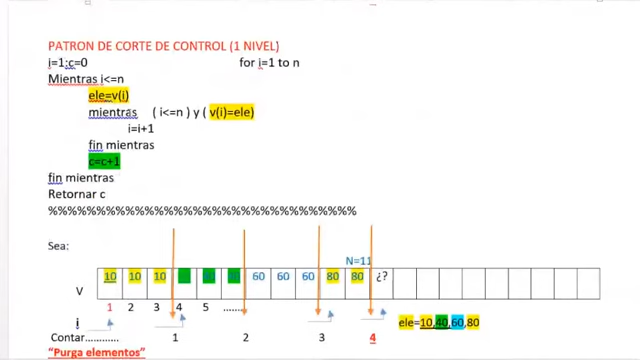 PATRON DE CORTE DE CONTROL (1 NIVEL)
i=1;c=0 for i=1 to n
Mientras i<=n
ele=v(i)
mientras ( i<=n ) y ( v(i)=ele)
i=i+1
fin mientras
c=c+1
fin mientras
Retornar c
%%%%%%%%%%%%%%%%%%%%%%%%%%%%%%%%
Sea:
N=11
10 10 10 60 60 60 80 80 ¿?
V
1 2 3 4 5 ........
i
ele=10,40,60,80
Contar............ 1 2 3 4
"Purga elementos"